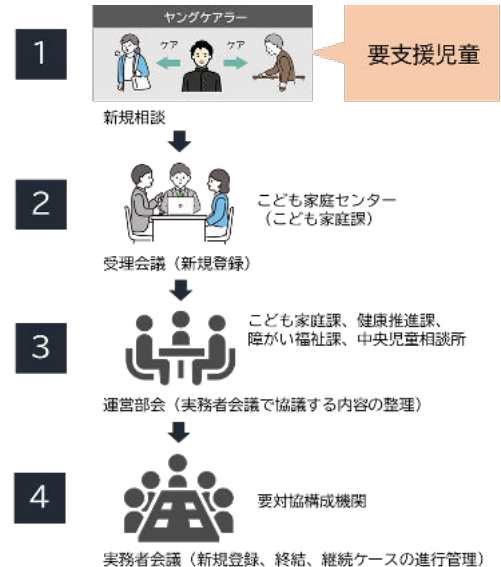 ヤングケアラー
1
ケア
ケア
要支援児童
新規相談
2
こども家庭センター
（こども家庭課）
受理会議（新規登録）
3
こども家庭課、健康推進課、
障がい福祉課、中央児童相談所
運営部会（実務者会議で協議する内容の整理）
4
要対協構成機関
実務者会議（新規登録、終結、継続ケースの進行管理）